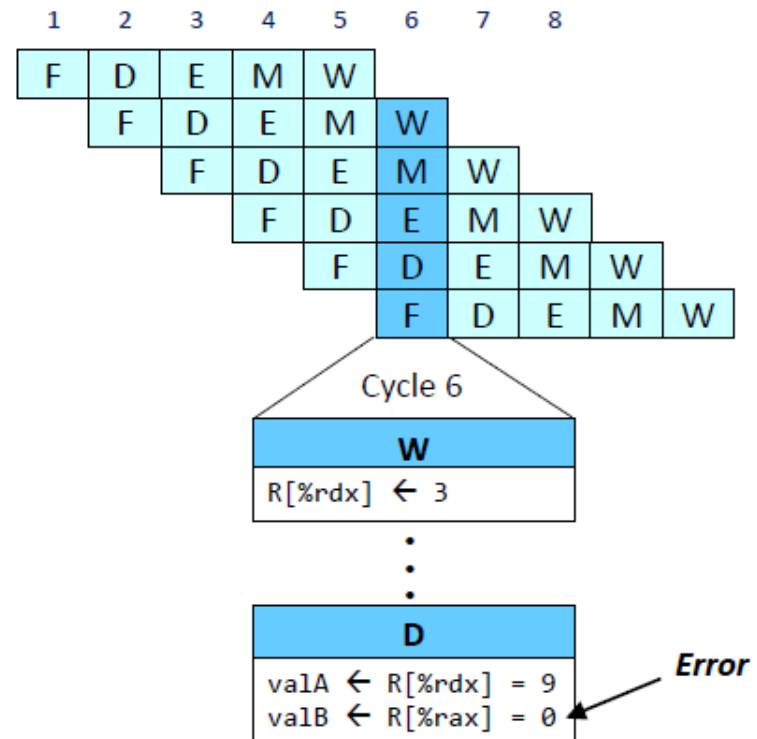 1 2 3 4 5 6 7 8
F D E M W
F D E M W
F D E M W
F D E M W
F D E M W
F D E M W
Cycle 6
W
R[%rdx] ← 3
D
valA ← R[%rdx] = 9
Error
valB ← R[%rax] = 0